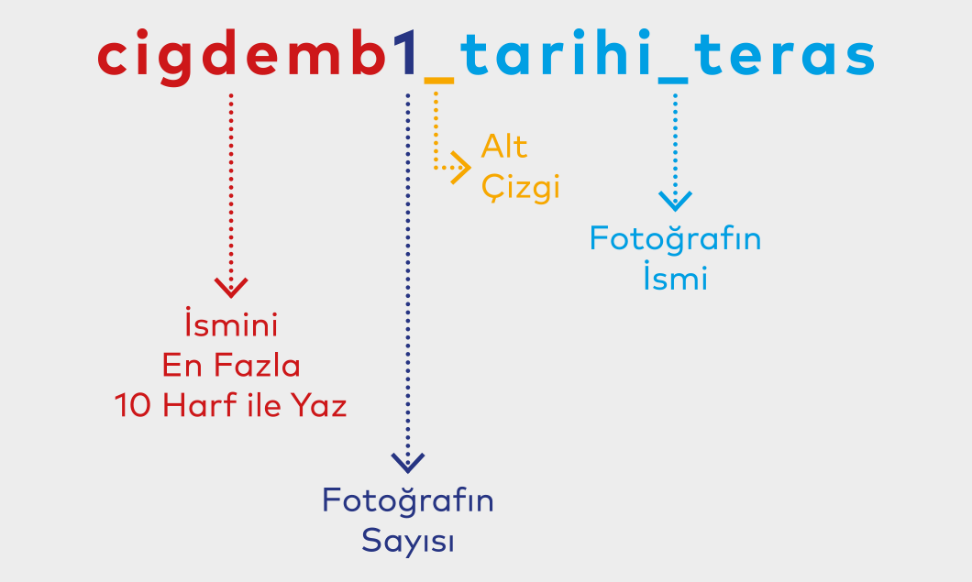 cigdemb1_tarihi_teras
Alt
Çizgi
Fotoğrafın
İsmi
İsmini
En Fazla
10 Harf ile Yaz
Fotoğrafın
Sayısı